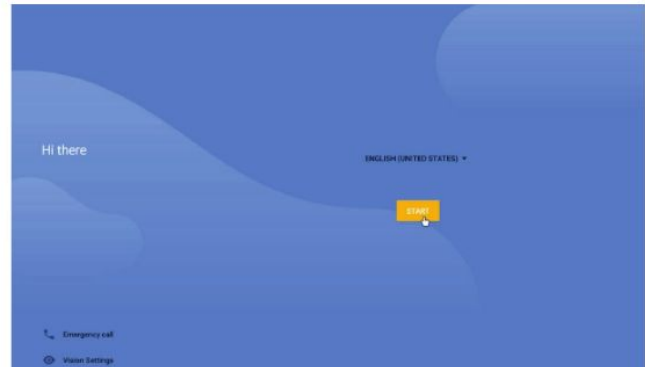 Hi there
ENGLISH (UNITED STATES)
START
Emergency call
Vision Settings